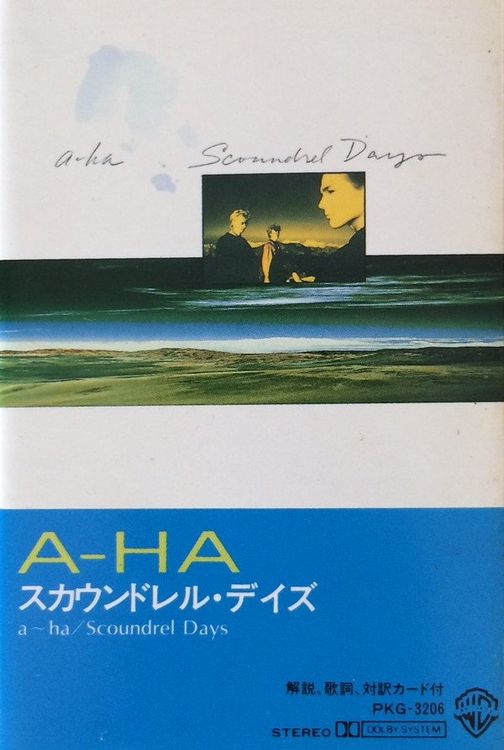 a-ha Scoundrel Days
A-HA
スカウンドレル・デイズ
a~ha/Scoundrel Days
解説、歌詞、対訳カード付
PKG-3206
STEREO DOLBY SYSTEM